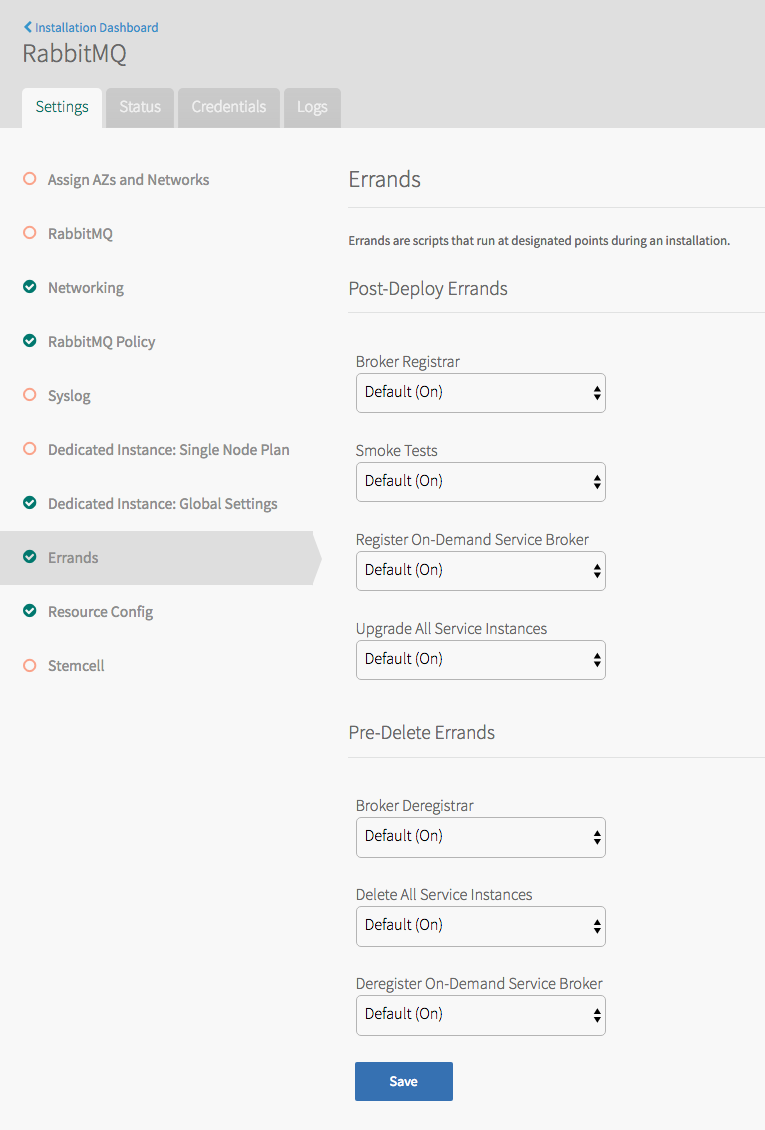 Installation Dashboard
RabbitMQ
Settings
Status
Credentials
Logs
Assign AZs and Networks
RabbitMQ
Networking
RabbitMQ Policy
Syslog
Dedicated Instance: Single Node Plan
Dedicated Instance: Global Settings
Errands
Resource Config
Stemcell
Errands
Errands are scripts that run at designated points during an installation.
Post-Deploy Errands
Broker Registrar
Default (On)
Smoke Tests
Default (On)
Register On-Demand Service Broker
Default (On)
Upgrade All Service Instances
Default (On)
Pre-Delete Errands
Broker Deregistrar
Default (On)
Delete All Service Instances
Default (On)
Deregister On-Demand Service Broker
Default (On)
Save